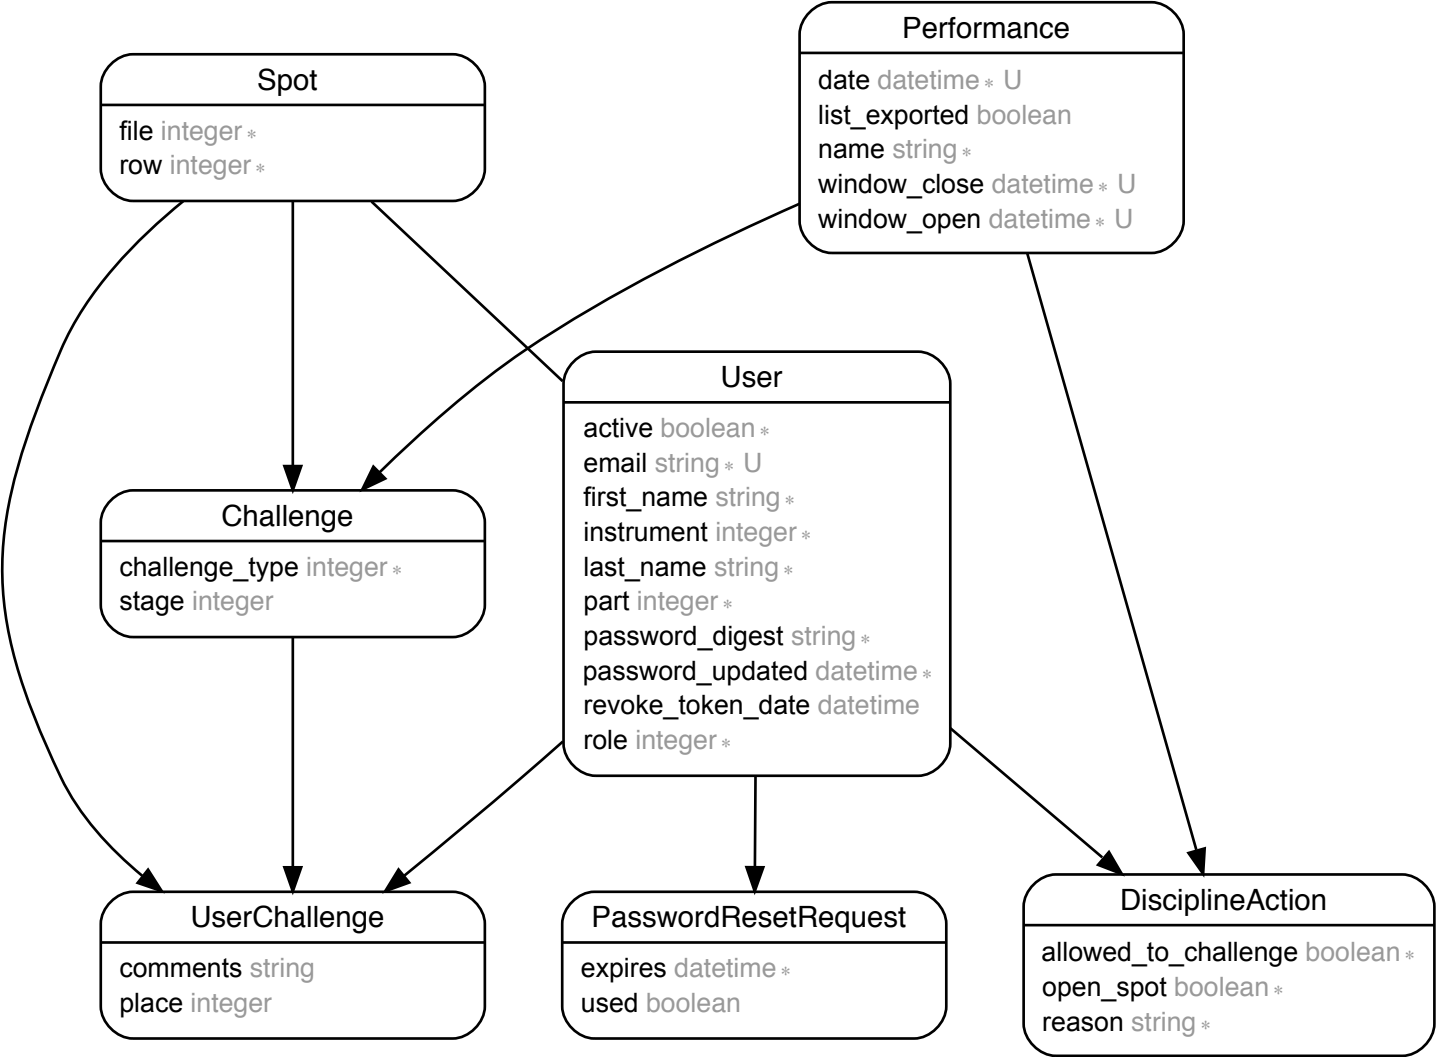 Performance
date datetime ∗ U
list_exported boolean
name string ∗
window_close datetime ∗ U
window_open datetime ∗ U
Spot
file integer ∗
row integer ∗
User
active boolean ∗
email string ∗ U
first_name string ∗
instrument integer ∗
last_name string ∗
part integer ∗
password_digest string ∗
password_updated datetime ∗
revoke_token_date datetime
role integer ∗
Challenge
challenge_type integer ∗
stage integer
UserChallenge
comments string
place integer
PasswordResetRequest
expires datetime ∗
used boolean
DisciplineAction
allowed_to_challenge boolean ∗
open_spot boolean ∗
reason string ∗